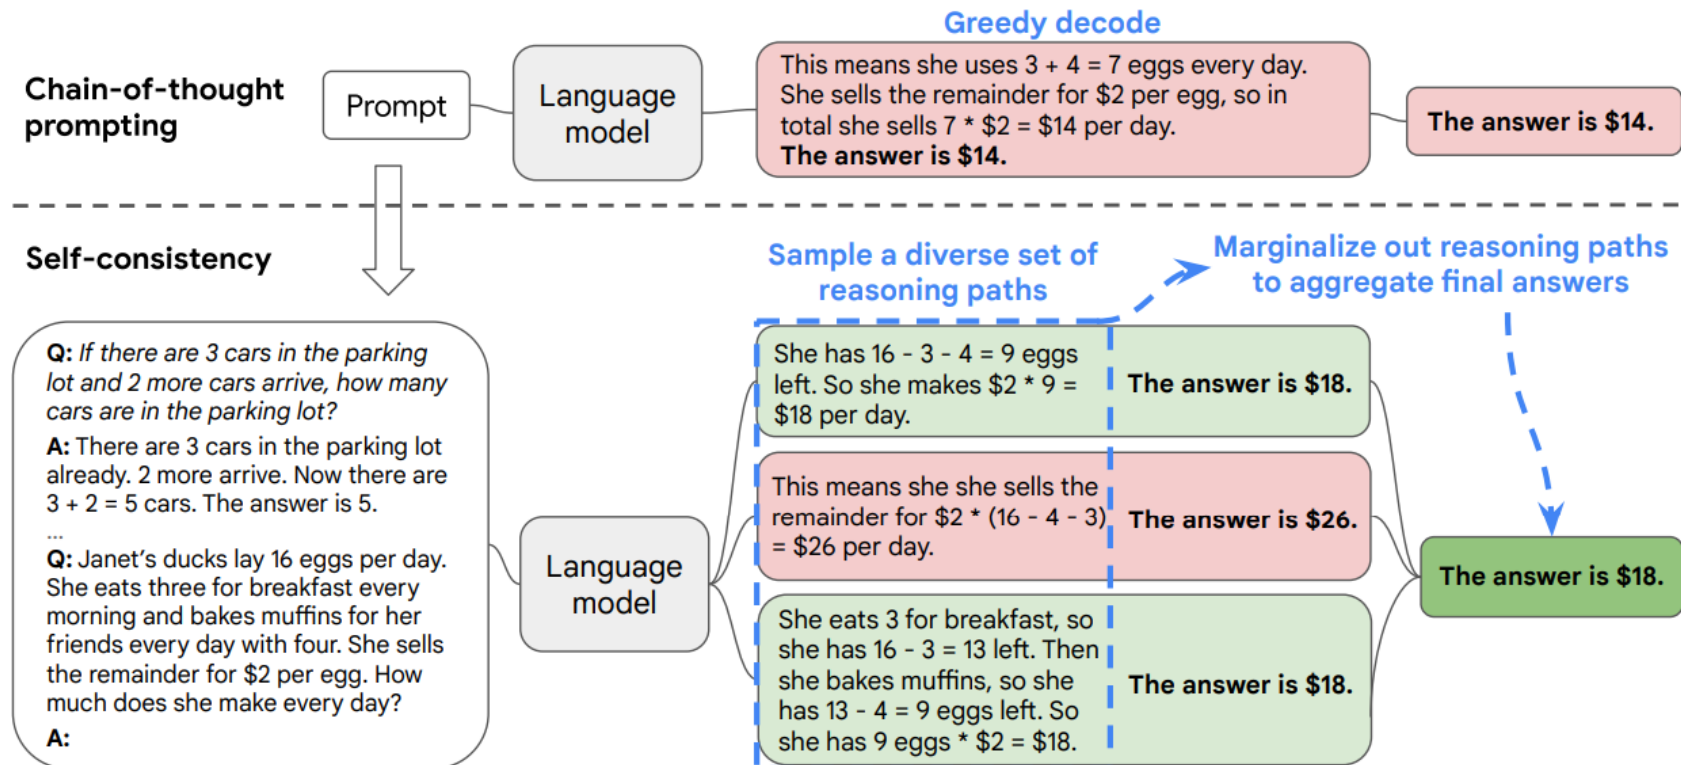 Greedy decode
Chain-of-thought
prompting
Prompt
Language
model
This means she uses 3 + 4 = 7 eggs every day.
She sells the remainder for $2 per egg, so in
total she sells 7 * $2 = $14 per day.
The answer is $14.
The answer is $14.
Self-consistency
Sample a diverse set of
reasoning paths
Marginalize out reasoning paths
to aggregate final answers
Q: If there are 3 cars in the parking
lot and 2 more cars arrive, how many
cars are in the parking lot?
A: There are 3 cars in the parking lot
already. 2 more arrive. Now there are
3 + 2 = 5 cars. The answer is 5.
...
Q: Janet's ducks lay 16 eggs per day.
She eats three for breakfast every
morning and bakes muffins for her
friends every day with four. She sells
the remainder for $2 per egg. How
much does she make every day?
A:
Language
model
She has 16 - 3 - 4 = 9 eggs
left. So she makes $2 * 9 =
$18 per day.
The answer is $18.
This means she she sells the
remainder for $2 * (16 - 4 - 3)
= $26 per day.
The answer is $26.
She eats 3 for breakfast, so
she has 16 - 3 = 13 left. Then
she bakes muffins, so she
has 13 - 4 = 9 eggs left. So
she has 9 eggs * $2 = $18.
The answer is $18.
The answer is $18.